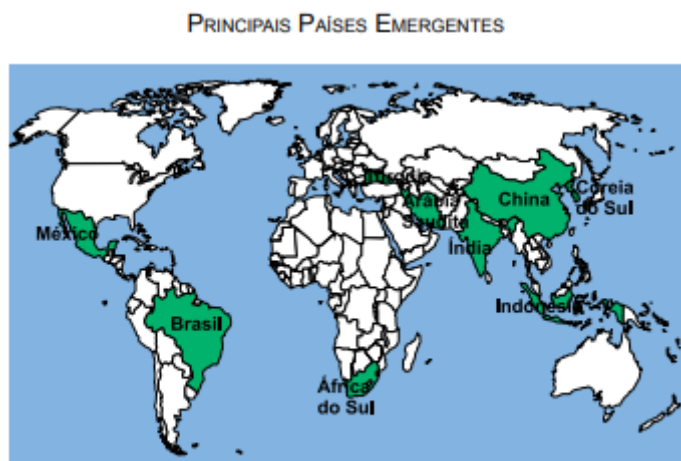 PRINCIPAIS PAÍSES EMERGENTES
Turquia
China
Coreia
do Sul
Arábia
Saudita
México
Índia
Indonésia
Brasil
África
do Sul